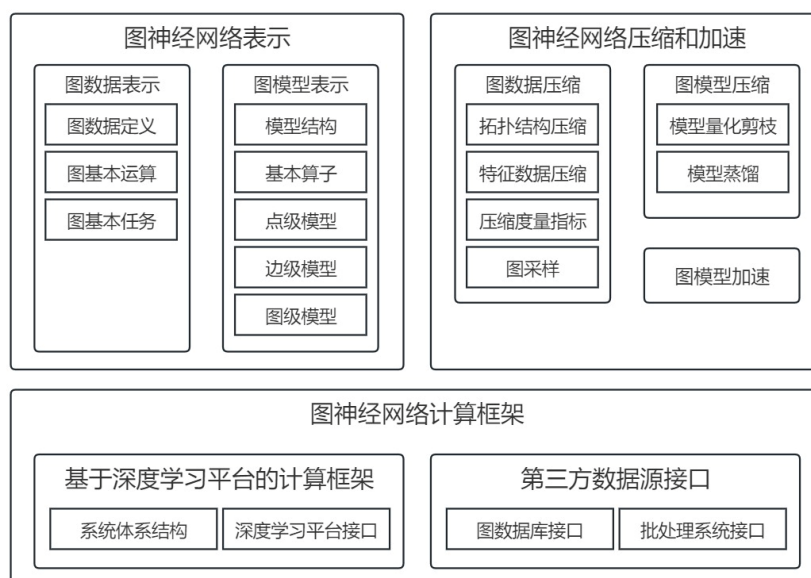 图神经网络表示
图数据表示
图数据定义
图基本运算
图基本任务
图模型表示
模型结构
基本算子
点级模型
边级模型
图级模型
图神经网络压缩和加速
图数据压缩
拓扑结构压缩
特征数据压缩
压缩度量指标
图采样
图模型压缩
模型量化剪枝
模型蒸馏
图模型加速
图神经网络计算框架
基于深度学习平台的计算框架
系统体系结构
深度学习平台接口
第三方数据源接口
图数据库接口
批处理系统接口